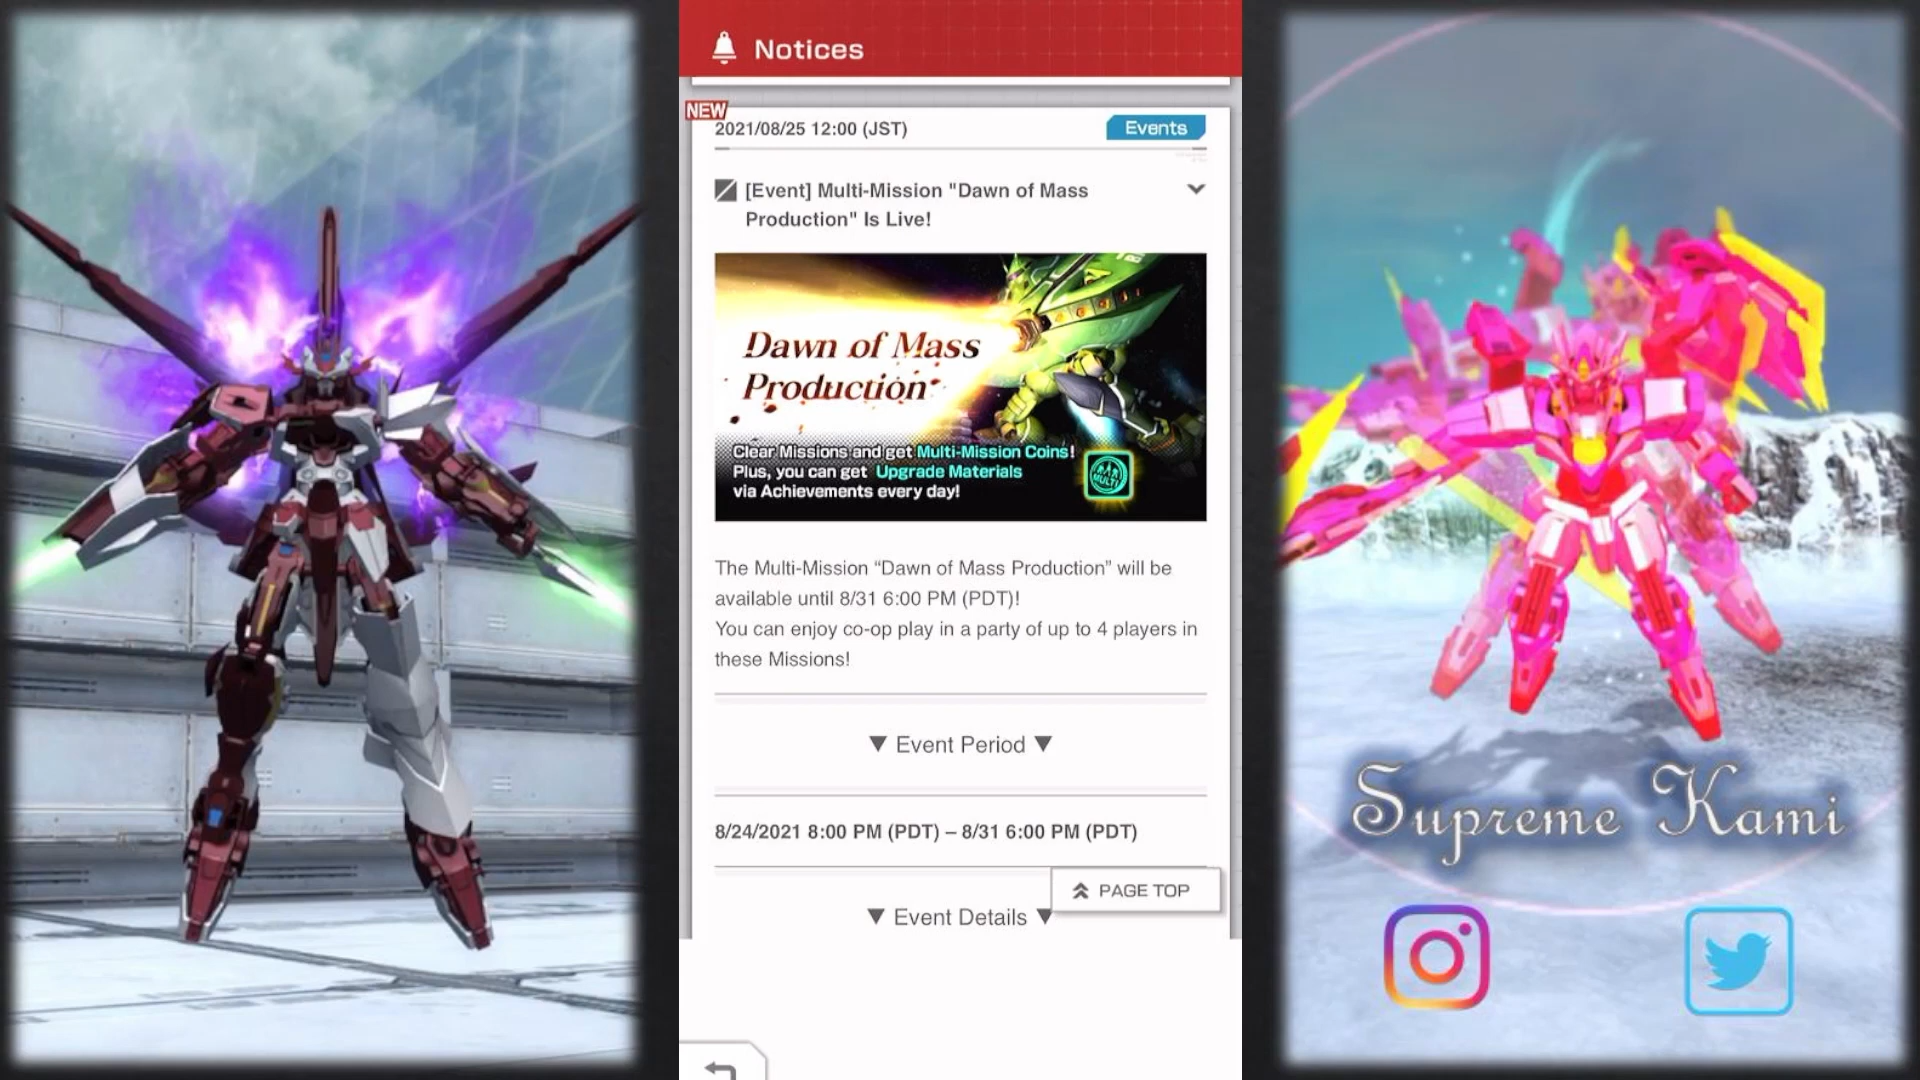 Notices
NEW
2021/08/25 12:00 (JST)
Events
[Event] Multi-Mission "Dawn of Mass
Production" Is Live!
Dawn of Mass
Production
Clear Missions and get Multi-Mission Coins!
Plus, you can get Upgrade Materials
via Achievements every day!
MULTI
The Multi-Mission “Dawn of Mass Production” will be
available until 8/31 6:00 PM (PDT)!
You can enjoy co-op play in a party of up to 4 players in
these Missions!
▼ Event Period ▼
8/24/2021 8:00 PM (PDT) – 8/31 6:00 PM (PDT)
PAGE TOP
▼ Event Details ▼
Supreme Kami